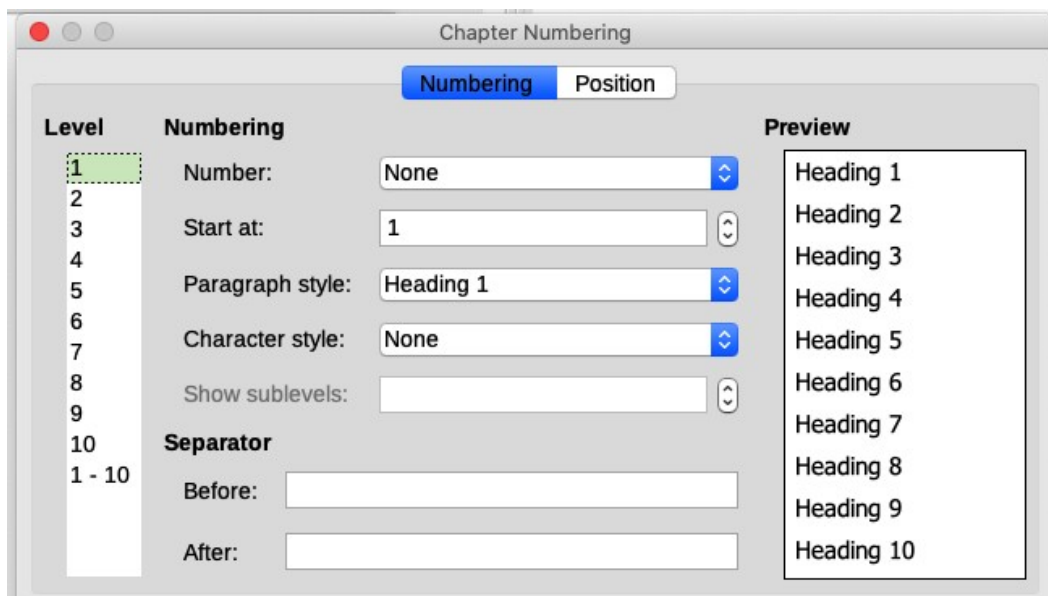 Chapter Numbering
Numbering Position
Level
1
2
3
4
5
6
7
8
9
10
1 - 10
Numbering
Number: None
Start at: 1
Paragraph style: Heading 1
Character style: None
Show sublevels:
Separator
Before:
After:
Preview
Heading 1
Heading 2
Heading 3
Heading 4
Heading 5
Heading 6
Heading 7
Heading 8
Heading 9
Heading 10